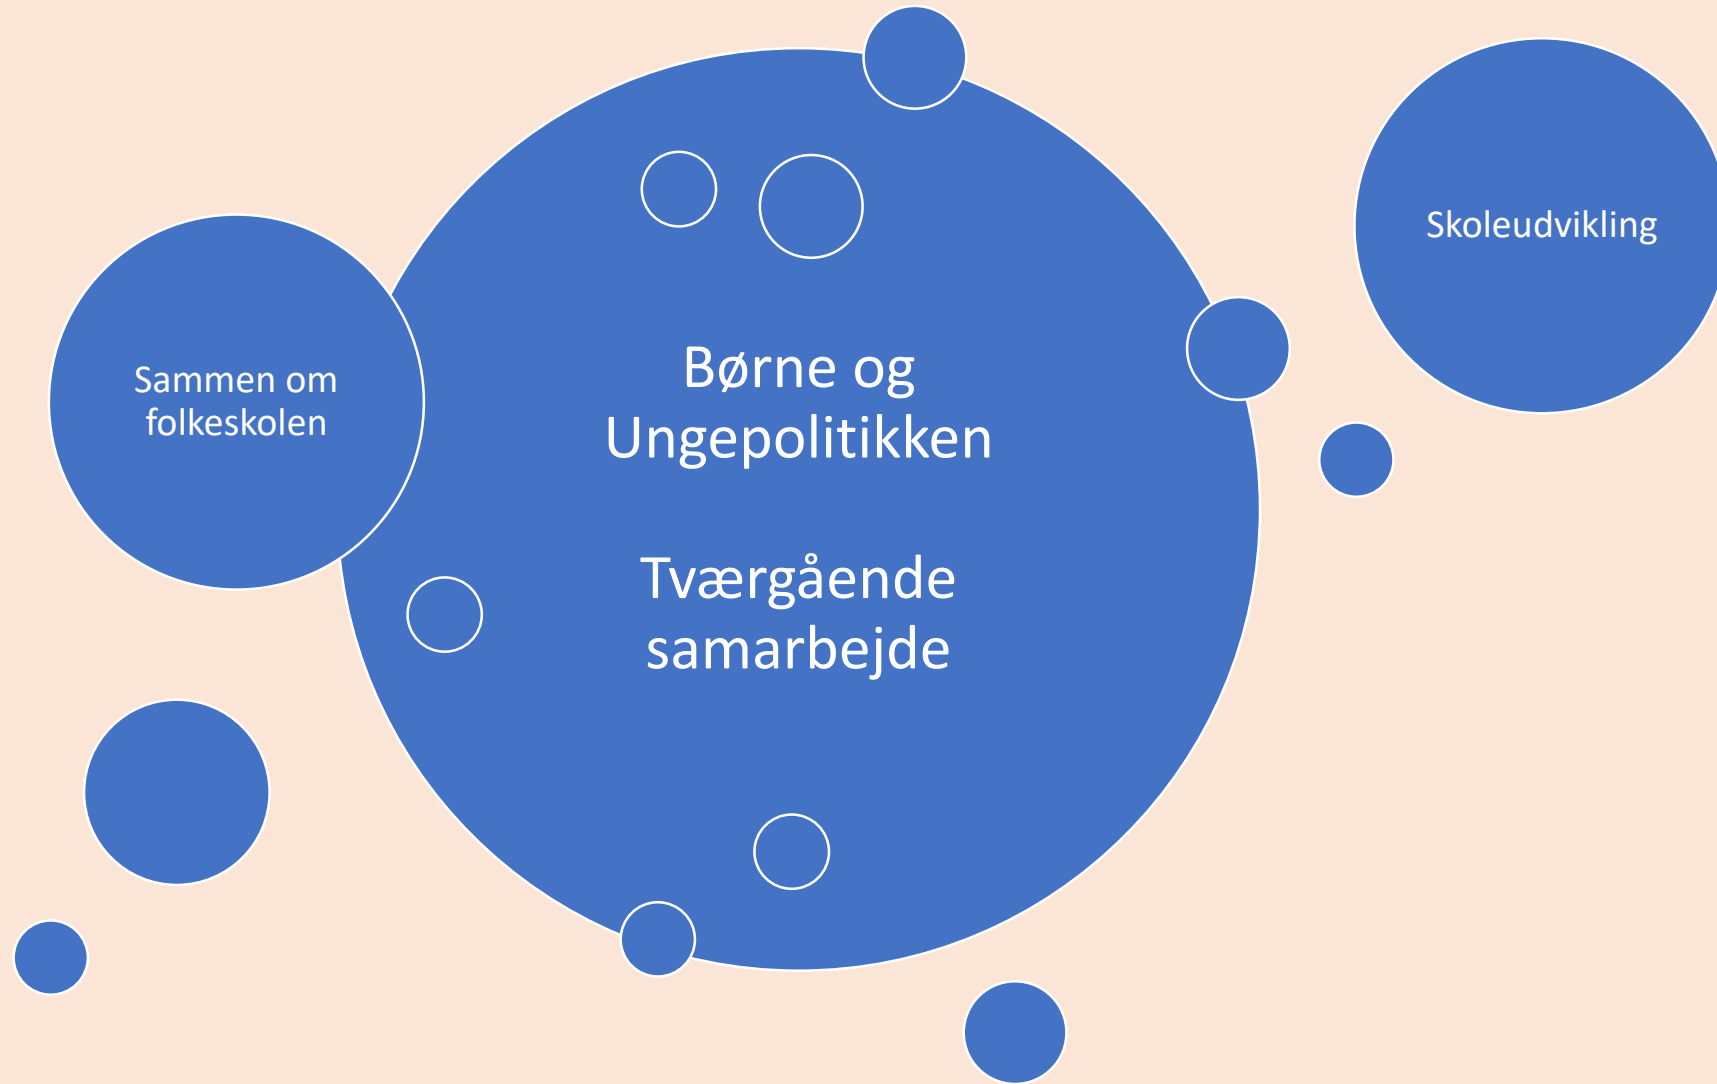 Sammen om
folkeskolen
Børne og
Ungepolitikken
Tværgående
samarbejde
Skoleudvikling